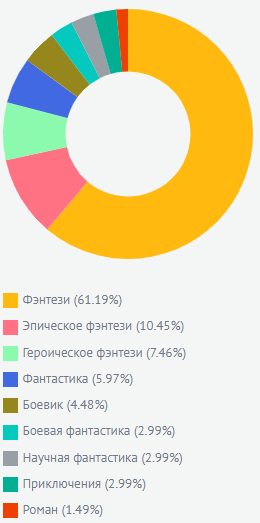 Фэнтези (61.19%)
Эпическое фэнтези (10.45%)
Героическое фэнтези (7.46%)
Фантастика (5.97%)
Боевик (4.48%)
Боевая фантастика (2.99%)
Научная фантастика (2.99%)
Приключения (2.99%)
Роман (1.49%)